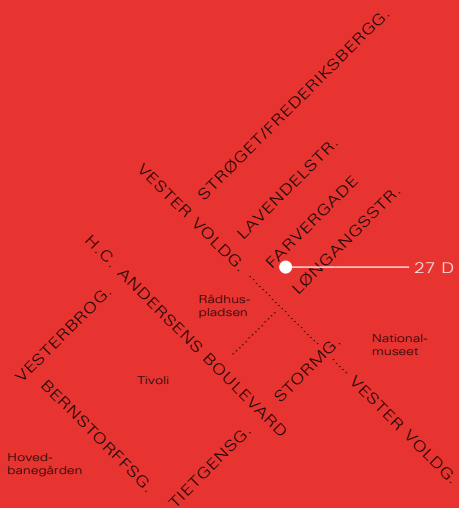 STRØGET/FREDERIKSBERGG.
LAVENDELSTR.
VESTER VOLDG.
FARVERGADE
LØNGANGSSTR.
27 D
H.C. ANDERSENS BOULEVARD
Rådhus-
pladsen
VESTERBROG.
National-
museet
STORMG.
Tivoli
VESTER VOLDG.
BERNSTORFFSG.
TIETGENSG.
Hoved-
banegården